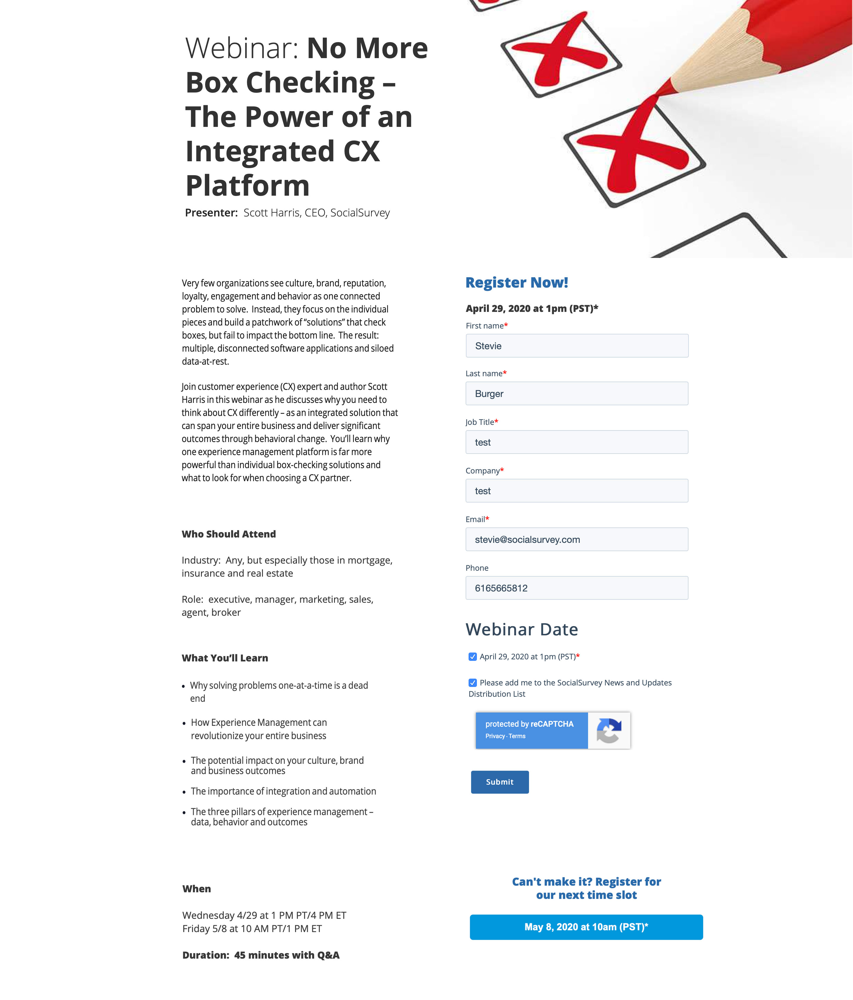 Webinar: No More
Box Checking –
The Power of an
Integrated CX
Platform
Presenter:  Scott Harris, CEO, SocialSurvey
Very few organizations see culture, brand, reputation,
loyalty, engagement and behavior as one connected
problem to solve.  Instead, they focus on the individual
pieces and build a patchwork of “solutions” that check
boxes, but fail to impact the bottom line.  The result:
multiple, disconnected software applications and siloed
data-at-rest.
Join customer experience (CX) expert and author Scott
Harris in this webinar as he discusses why you need to
think about CX differently – as an integrated solution that
can span your entire business and deliver significant
outcomes through behavioral change.  You’ll learn why
one experience management platform is far more
powerful than individual box-checking solutions and
what to look for when choosing a CX partner.
Who Should Attend
Industry:  Any, but especially those in mortgage,
insurance and real estate
Role:  executive, manager, marketing, sales,
agent, broker
What You’ll Learn
• Why solving problems one-at-a-time is a dead
end
• How Experience Management can
revolutionize your entire business
• The potential impact on your culture, brand
and business outcomes
• The importance of integration and automation
• The three pillars of experience management –
data, behavior and outcomes
When
Wednesday 4/29 at 1 PM PT/4 PM ET
Friday 5/8 at 10 AM PT/1 PM ET
Duration:  45 minutes with Q&A
Register Now!
April 29, 2020 at 1pm (PST)*
First name*
Stevie
Last name*
Burger
Job Title*
test
Company*
test
Email*
stevie@socialsurvey.com
Phone
6165665812
Webinar Date
April 29, 2020 at 1pm (PST)*
Please add me to the SocialSurvey News and Updates
Distribution List
protected by reCAPTCHA
Privacy - Terms
Submit
Can't make it? Register for
our next time slot
May 8, 2020 at 10am (PST)*